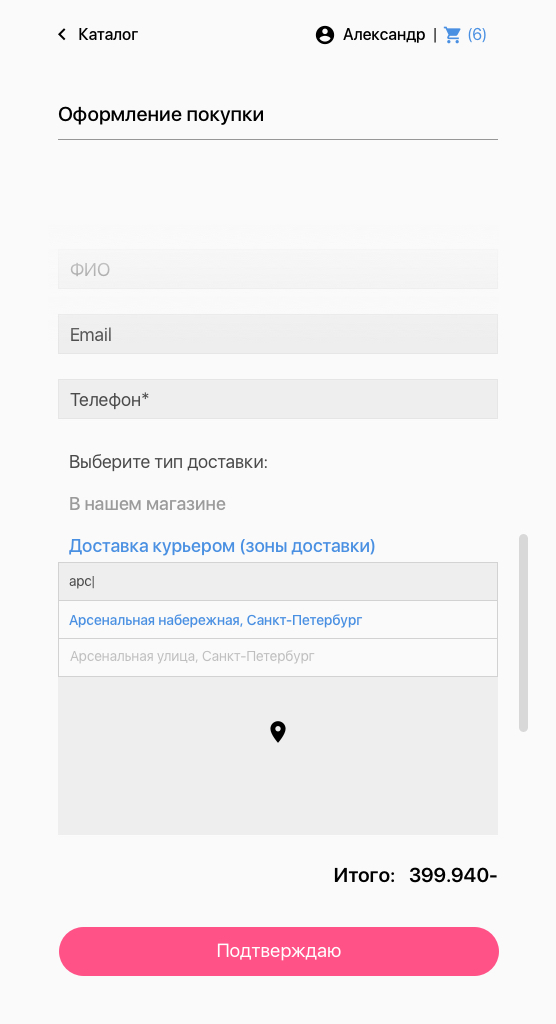 Каталог
Александр | (6)
Оформление покупки
ФИО
Email
Телефон*
Выберите тип доставки:
В нашем магазине
Доставка курьером (зоны доставки)
арс|
Арсенальная набережная, Санкт-Петербург
Арсенальная улица, Санкт-Петербург
Итого: 399.940-
Подтверждаю